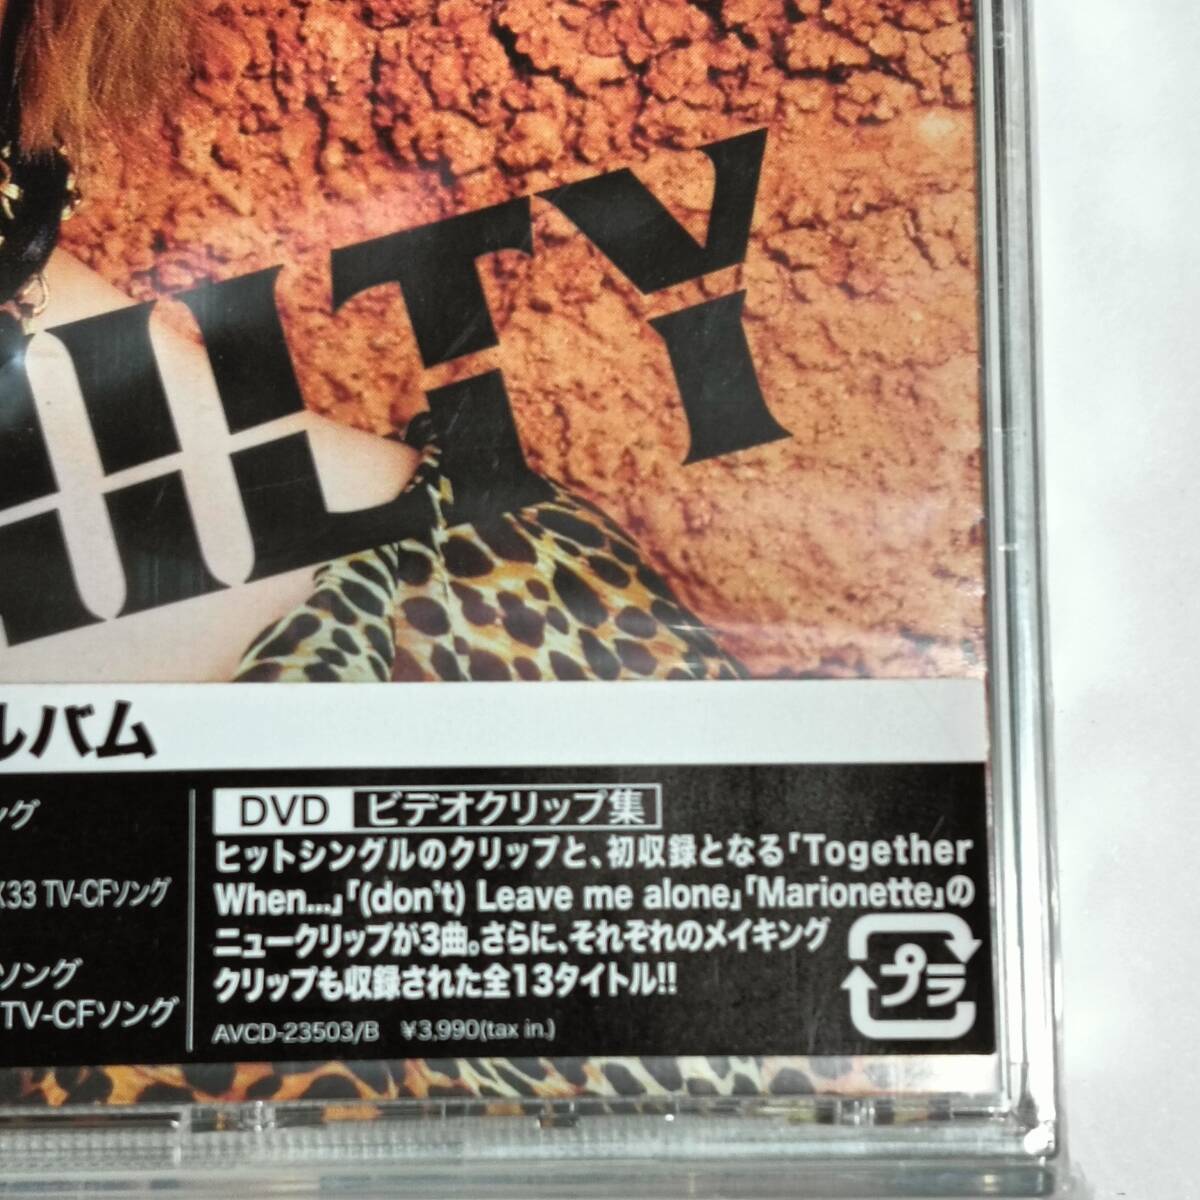 ILTY
ルバム
ング
K33 TV-CFソング
ソング
TV-CFソング
DVD ビデオクリップ集
ヒットシングルのクリップと、初収録となる「Together
When...」「(don't) Leave me alone」「Marionette」の
ニュークリップが3曲。さらに、それぞれのメイキング
クリップも収録された全13タイトル!!
AVCD-23503/B ¥3,990(tax in.)
プラ